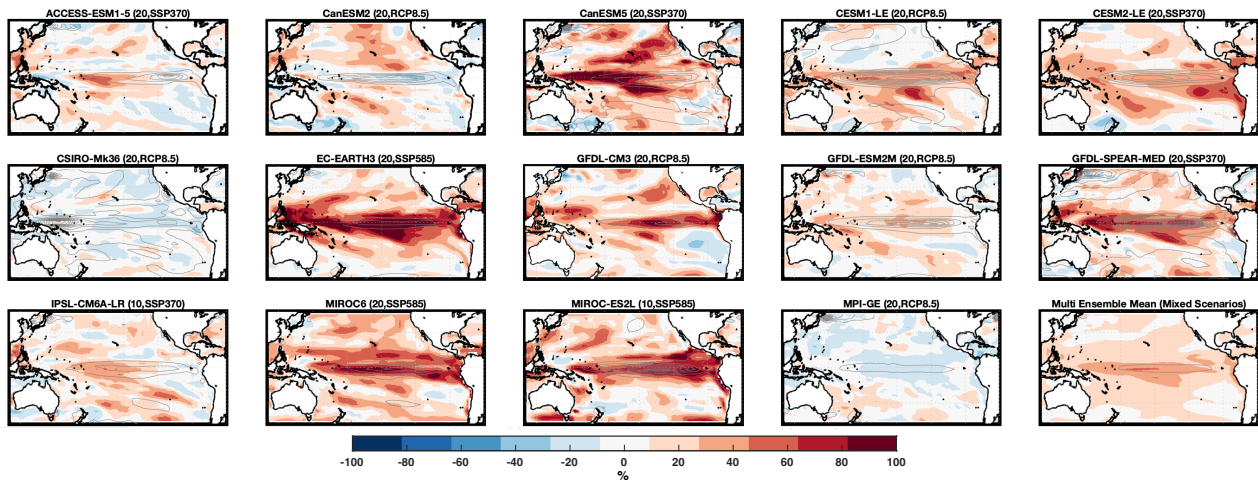 ACCESS-ESM1-5 (20,SSP370)
CanESM2 (20,RCP8.5)
CanESM5 (20,SSP370)
CESM1-LE (20,RCP8.5)
CESM2-LE (20,SSP370)
CSIRO-Mk36 (20,RCP8.5)
EC-EARTH3 (20,SSP585)
GFDL-CM3 (20,RCP8.5)
GFDL-ESM2M (20,RCP8.5)
GFDL-SPEAR-MED (20,SSP370)
IPSL-CM6A-LR (10,SSP370)
MIROC6 (20,SSP585)
MIROC-ES2L (10,SSP585)
MPI-GE (20,RCP8.5)
Multi Ensemble Mean (Mixed Scenarios)
-100 -80 -60 -40 -20 0 20 40 60 80 100
%